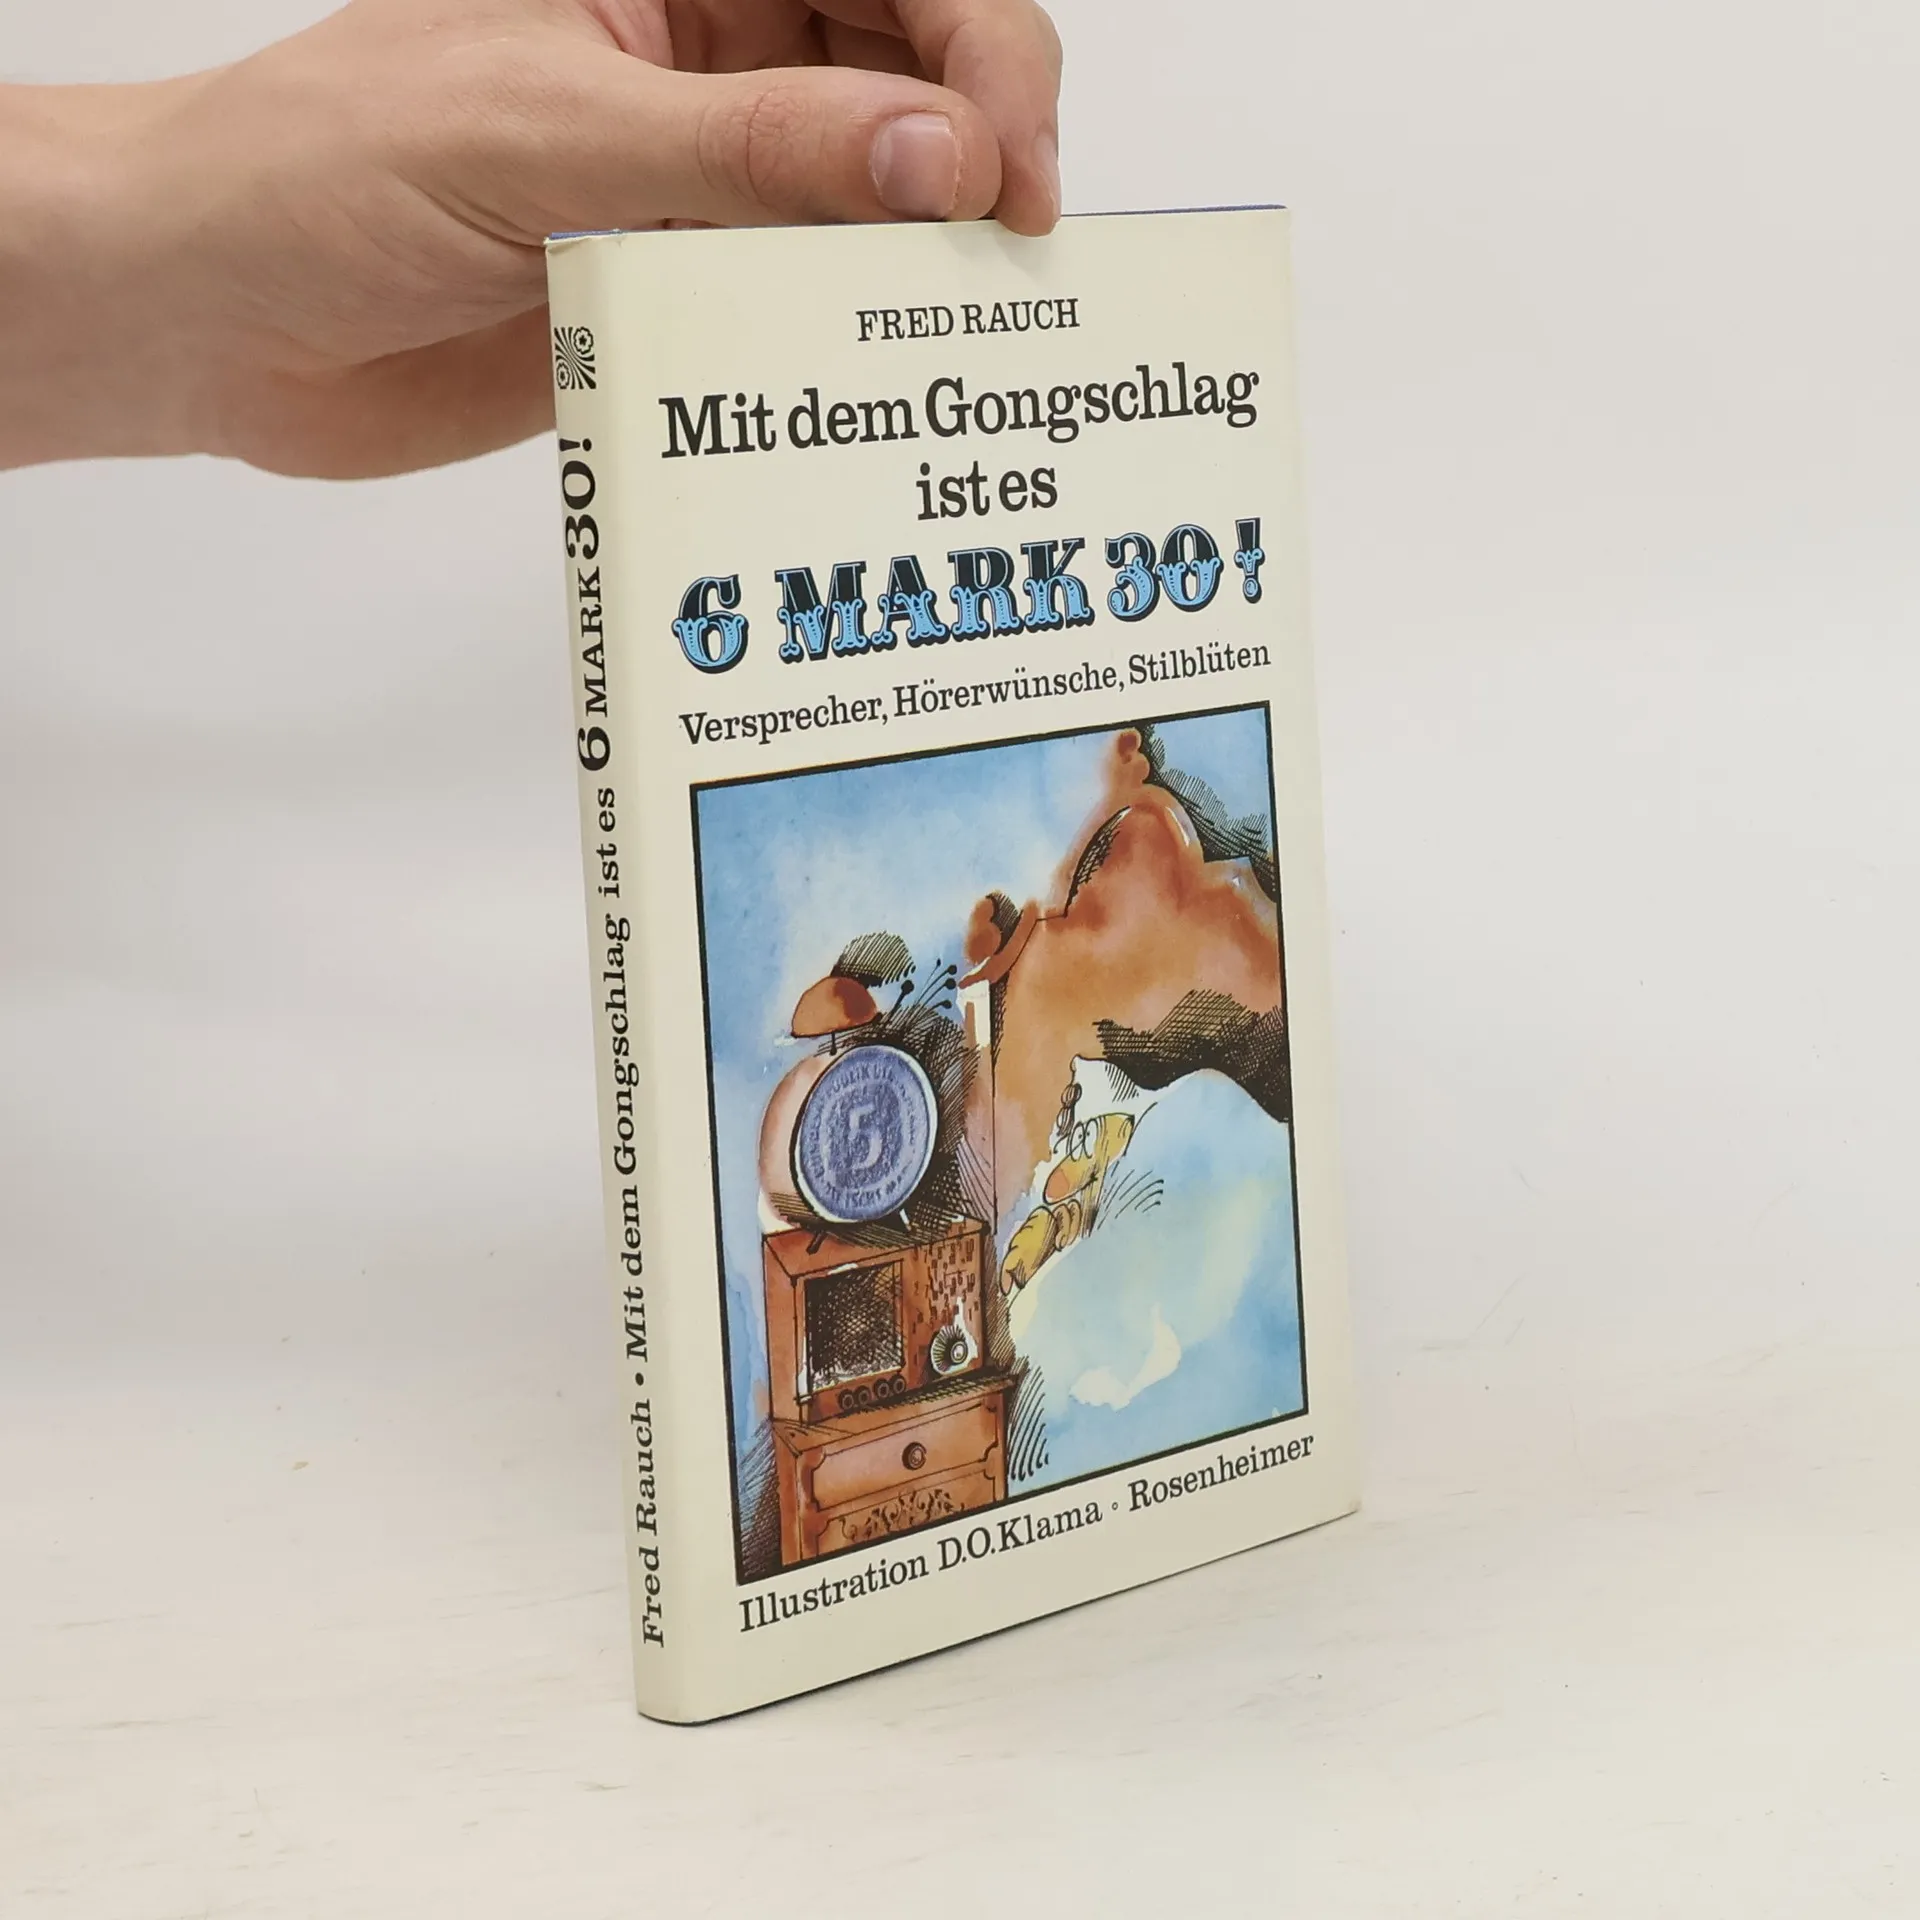 FRED RAUCH
Mit dem Gongschlag
ist es
6 MARK 30!
Versprecher, Hörerwünsche, Stilblüten
5
Illustration D.O.Klama ∘ Rosenheimer
Fred Rauch • Mit dem Gongschlag ist es 6 MARK 30!